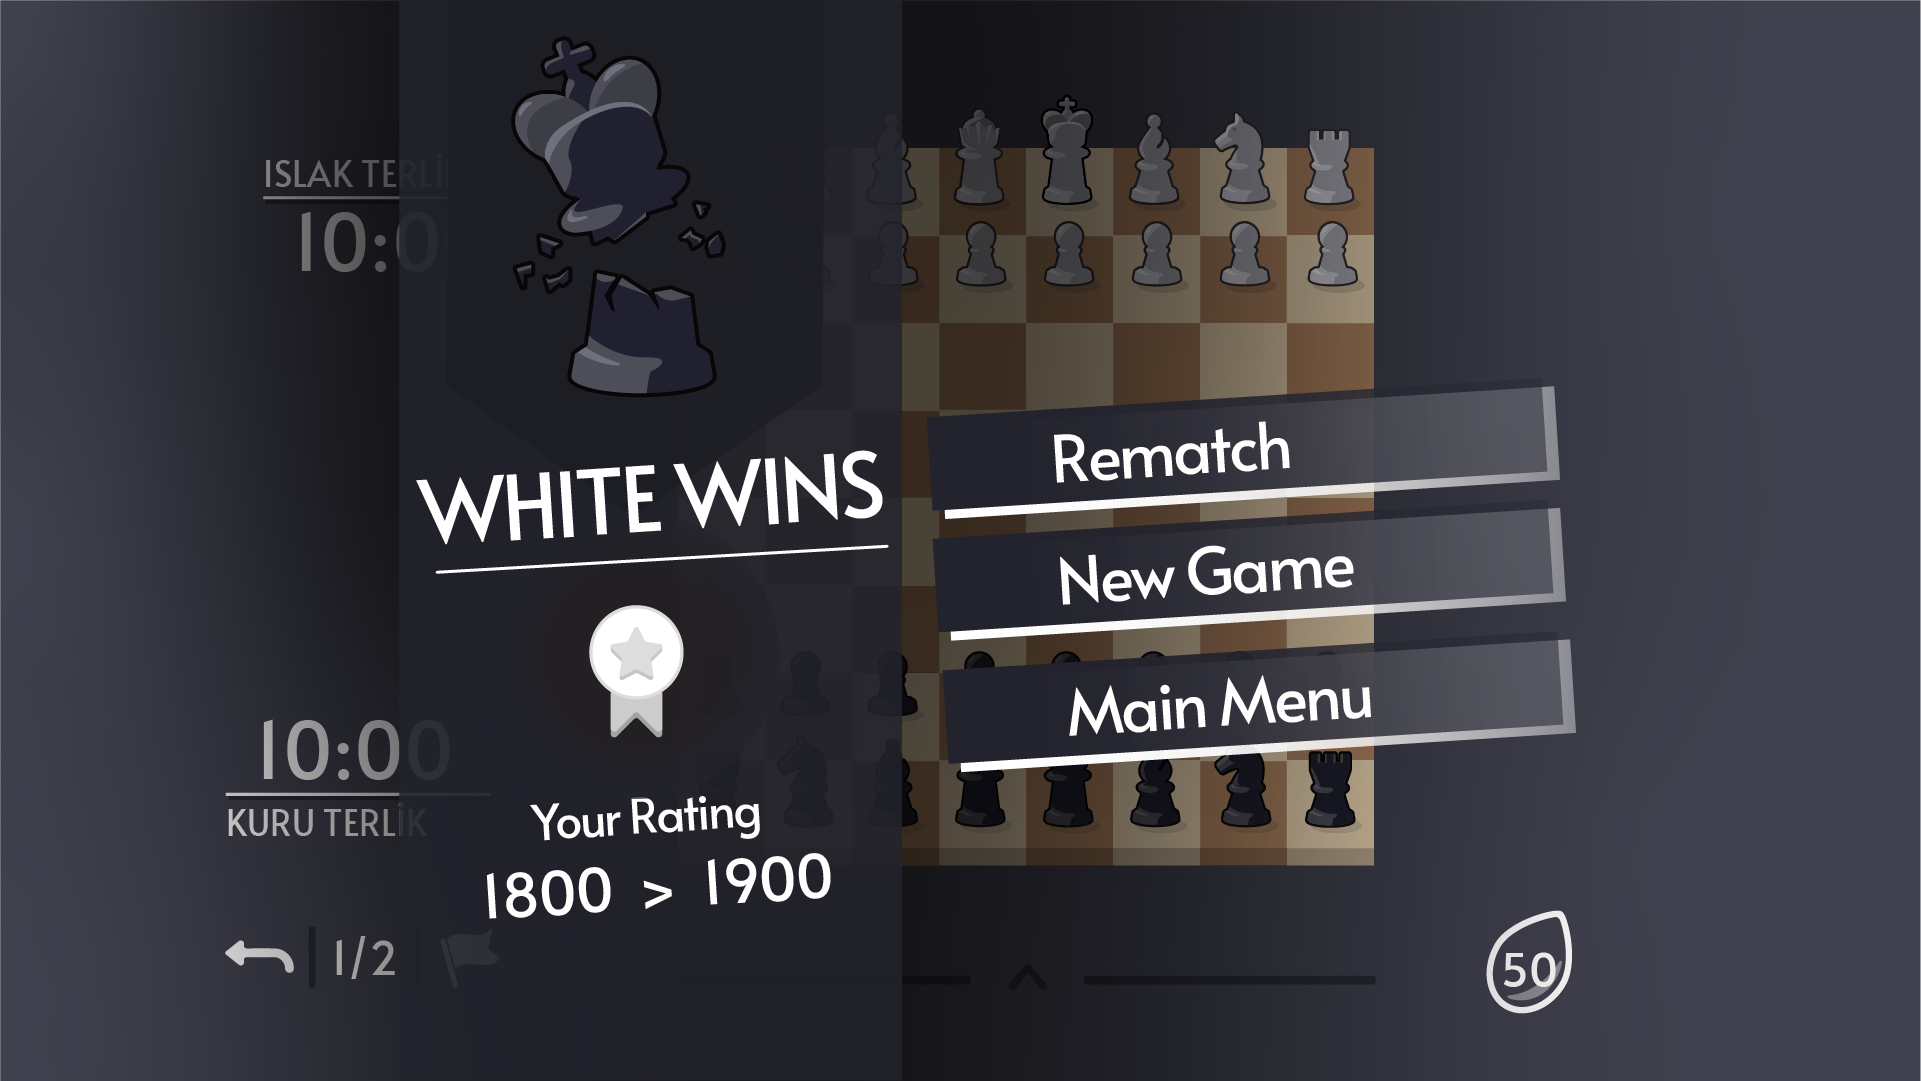 ISLAK TERLİK
10:00
WHITE WINS
Rematch
New Game
Main Menu
10:00
KURU TERLİK
Your Rating
1800 > 1900
1/2
50